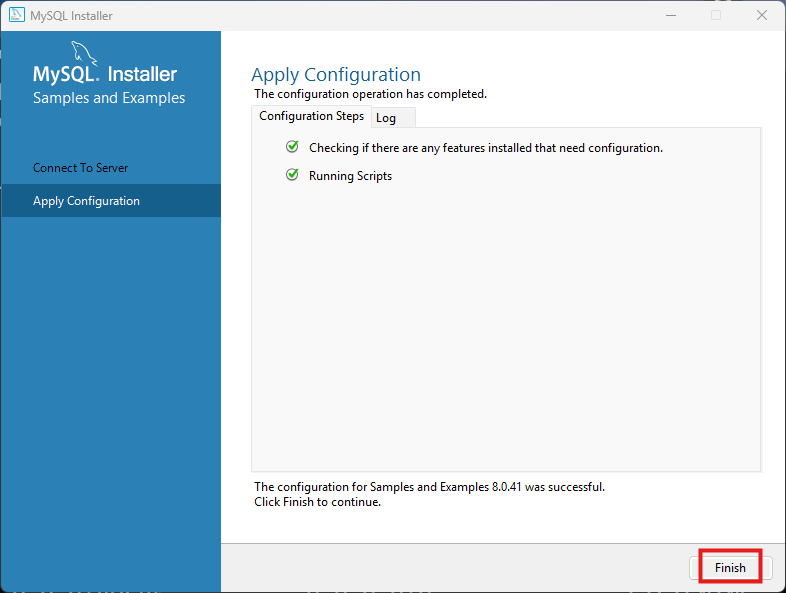 MySQL Installer
MySQL. Installer
Samples and Examples
Connect To Server
Apply Configuration
Apply Configuration
The configuration operation has completed.
Configuration Steps
Log
Checking if there are any features installed that need configuration.
Running Scripts
The configuration for Samples and Examples 8.0.41 was successful.
Click Finish to continue.
Finish